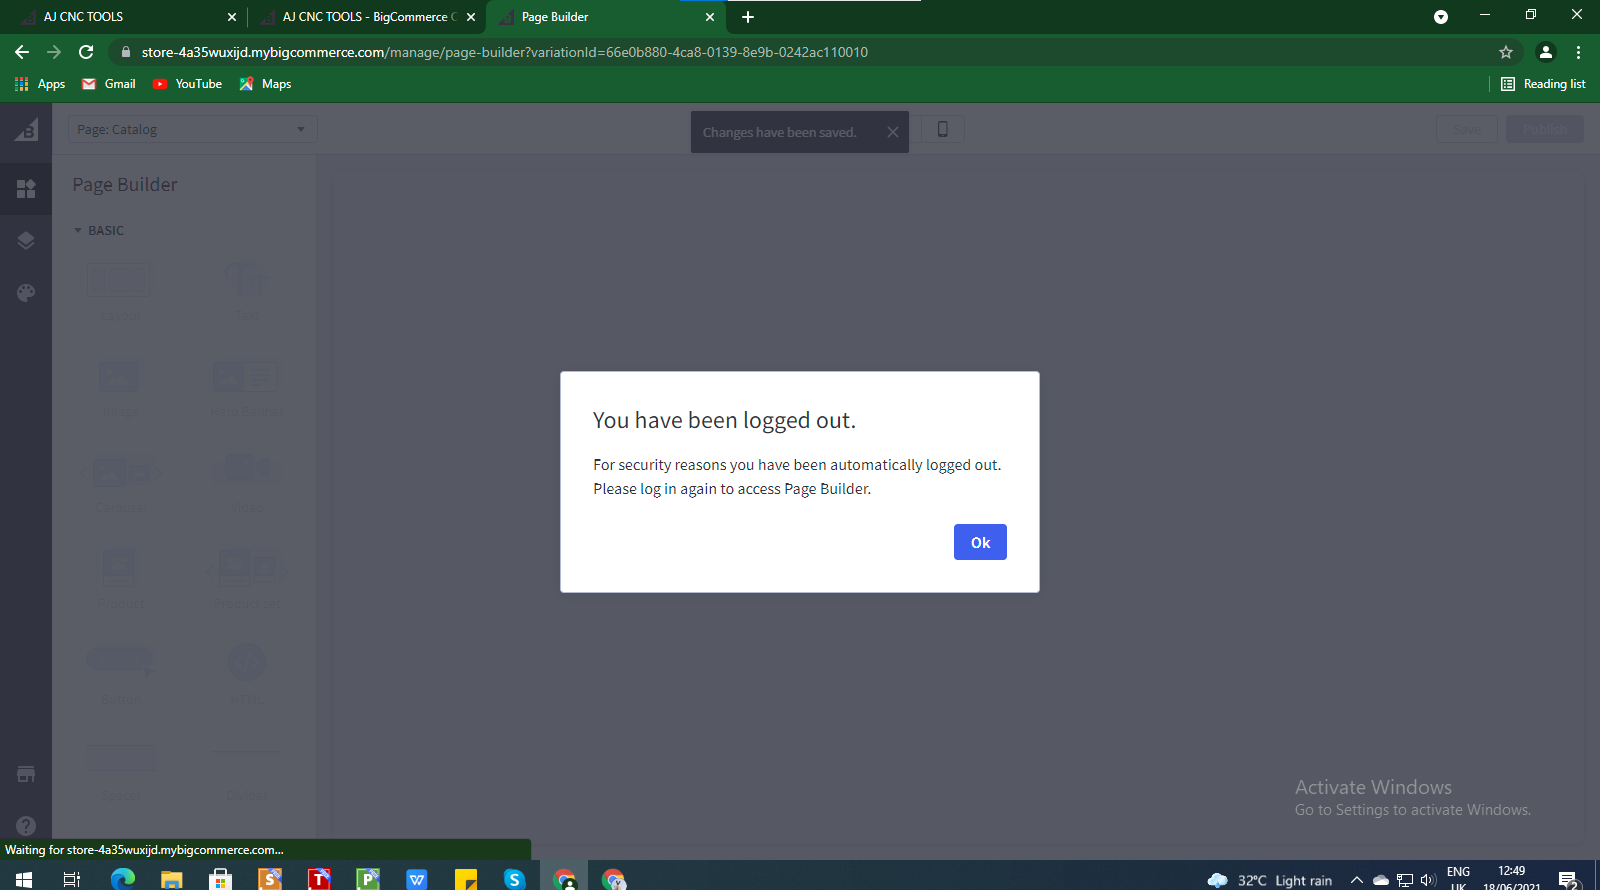 AJ CNC TOOLS
AJ CNC TOOLS - BigCommerce C
Page Builder
store-4a35wuxijd.mybigcommerce.com/manage/page-builder?variationId=66e0b880-4ca8-0139-8e9b-0242ac110010
Apps
Gmail
YouTube
Maps
Reading list
Page: Catalog
Changes have been saved.
Save
Publish
Page Builder
BASIC
Layout
Text
Image
Hero Banner
Carousel
Video
Product
Product Set
Button
HTML
Spacer
Divider
You have been logged out.
For security reasons you have been automatically logged out.
Please log in again to access Page Builder.
Ok
Activate Windows
Go to Settings to activate Windows.
Waiting for store-4a35wuxijd.mybigcommerce.com...
32°C Light rain
ENG
UK
12:49
18/06/2021
2